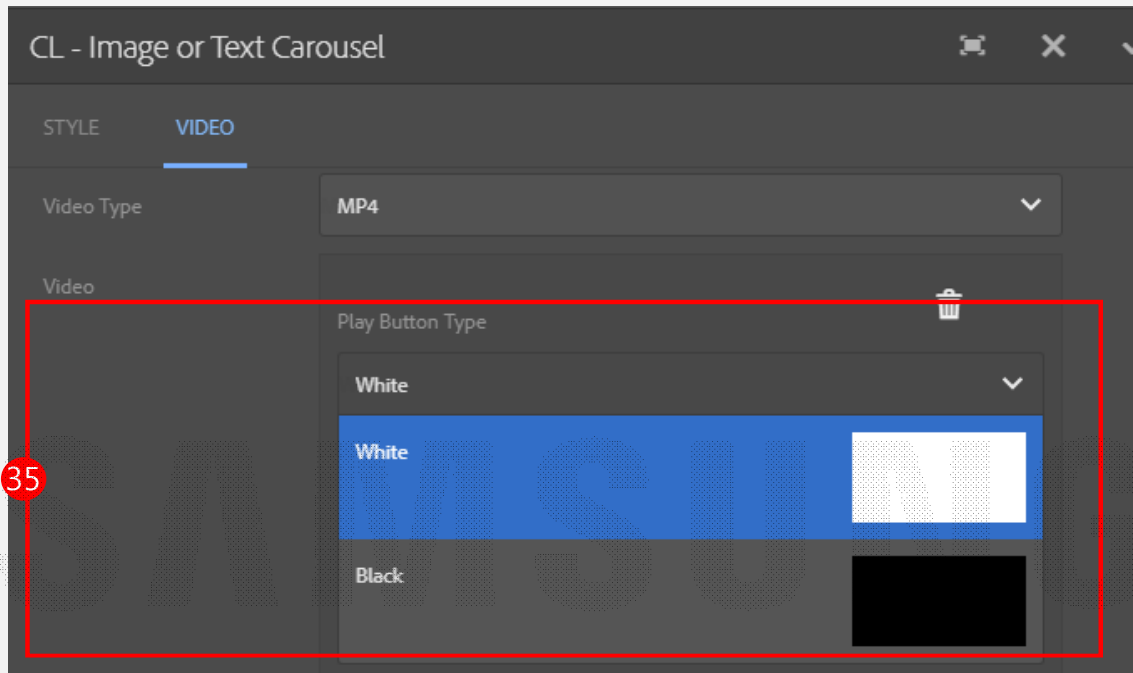 CL - Image or Text Carousel
STYLE VIDEO
Video Type MP4
Video
Play Button Type
White
White
35
Black
SAMSUNG